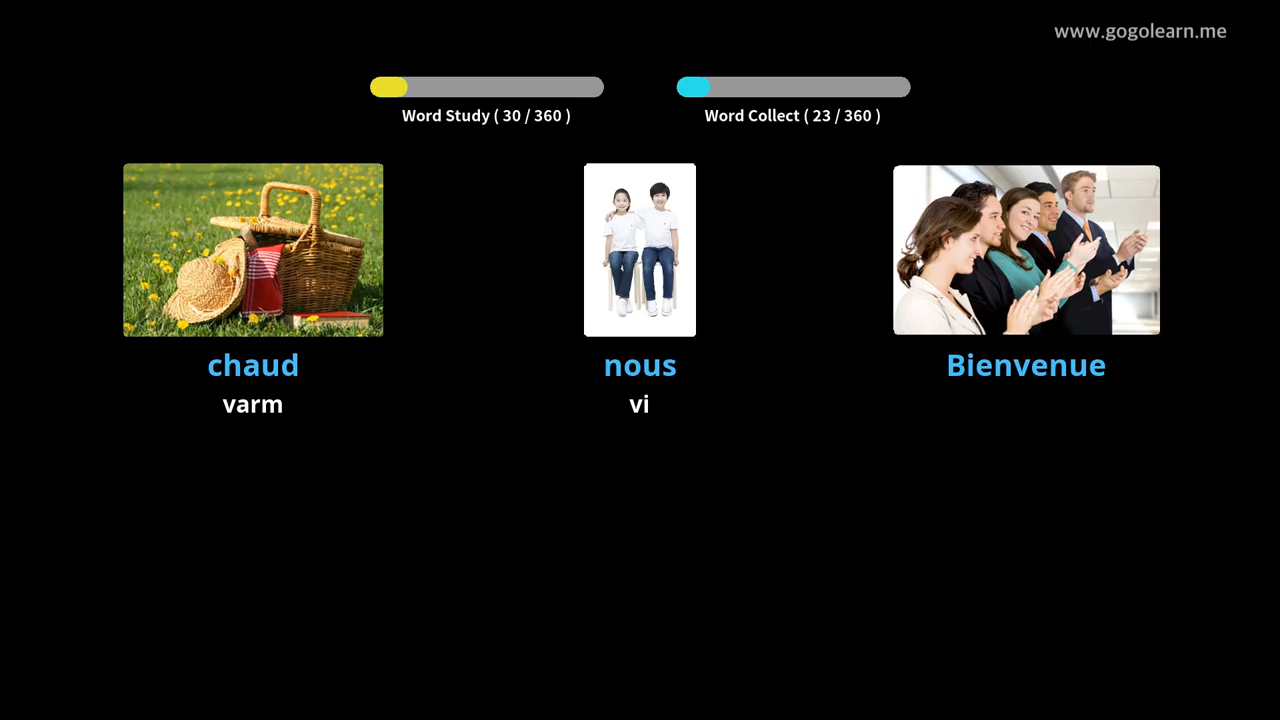 www.gogolearn.me
Word Study ( 30 / 360 )
Word Collect ( 23 / 360 )
chaud
nous
Bienvenue
varm
vi